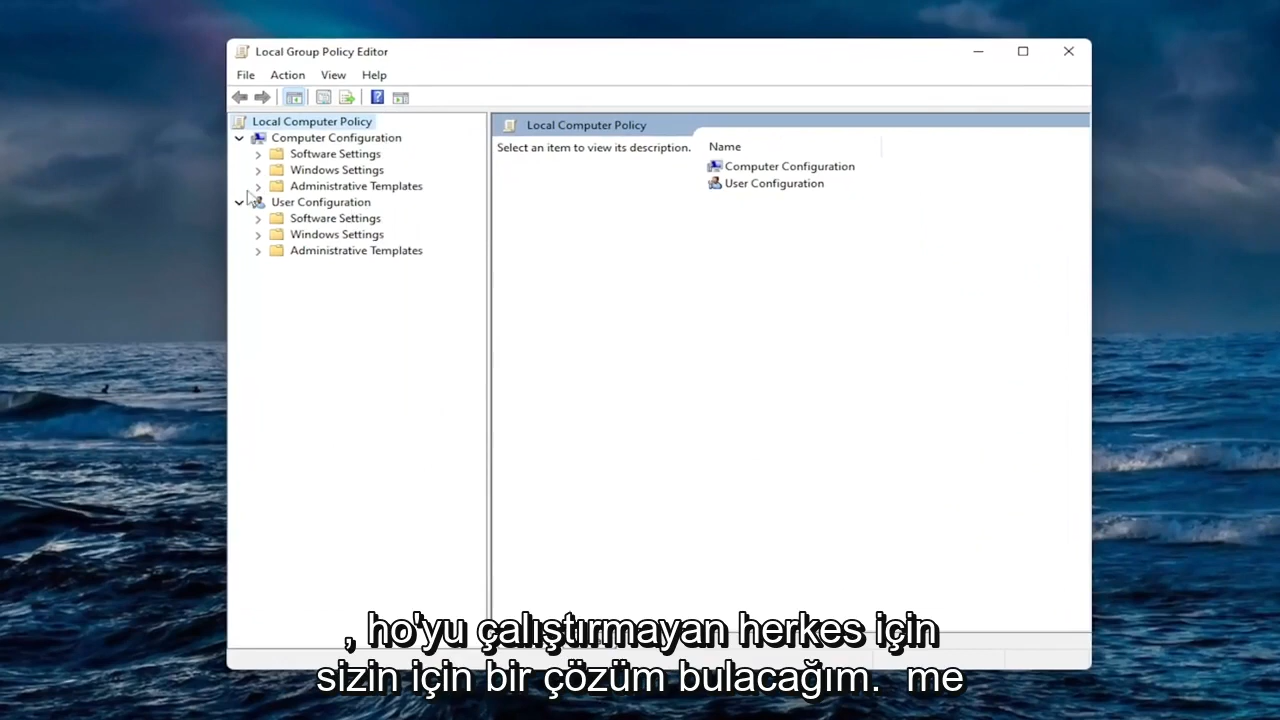 Local Group Policy Editor
File Action View Help
Local Computer Policy
Computer Configuration
Software Settings
Windows Settings
Administrative Templates
User Configuration
Software Settings
Windows Settings
Administrative Templates
Local Computer Policy
Select an item to view its description.
Name
Computer Configuration
User Configuration
, ho'yu çalıştırmayan herkes için
sizin için bir çözüm bulacağım. me